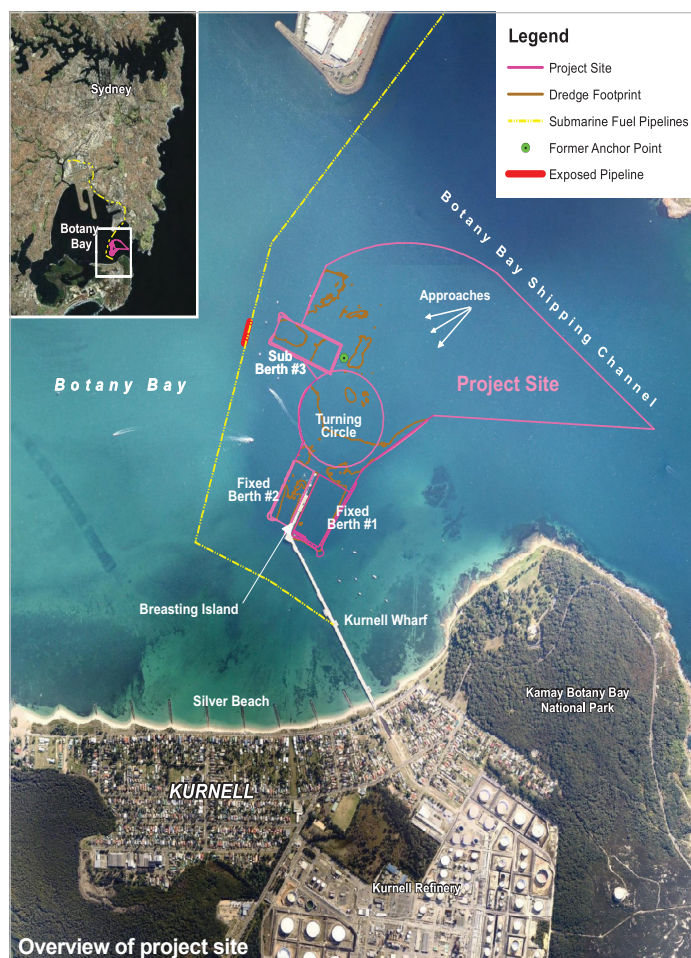 Legend
Project Site
Dredge Footprint
Submarine Fuel Pipelines
Former Anchor Point
Exposed Pipeline
Sydney
Botany
Bay
Botany Bay Shipping Channel
Approaches
Sub
Berth #3
Botany Bay
Project Site
Turning
Circle
Fixed
Berth #2
Fixed
Berth #1
Breasting Island
Kurnell Wharf
Silver Beach
Kamay Botany Bay
National Park
KURNELL
Kurnell Refinery
Overview of project site